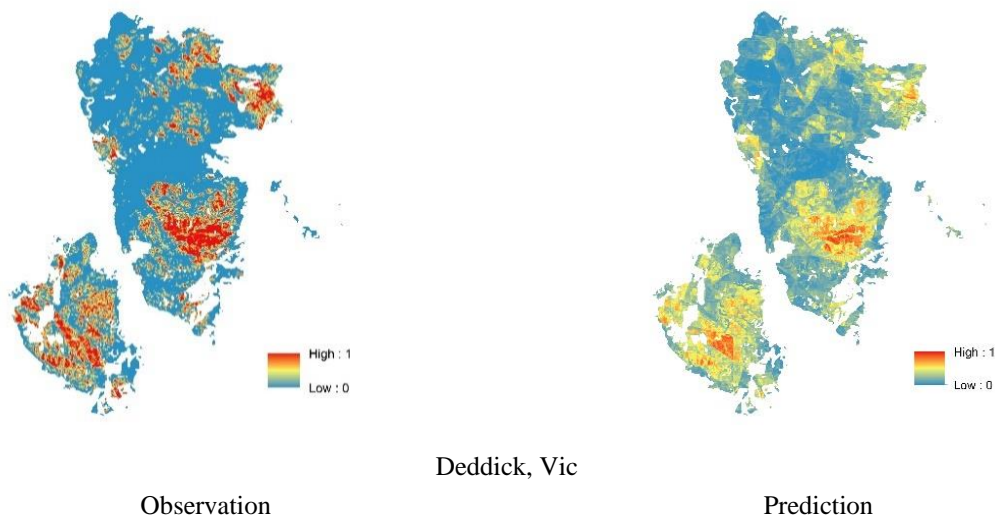 High : 1
Low : 0
High : 1
Low : 0
Deddick, Vic
Observation
Prediction